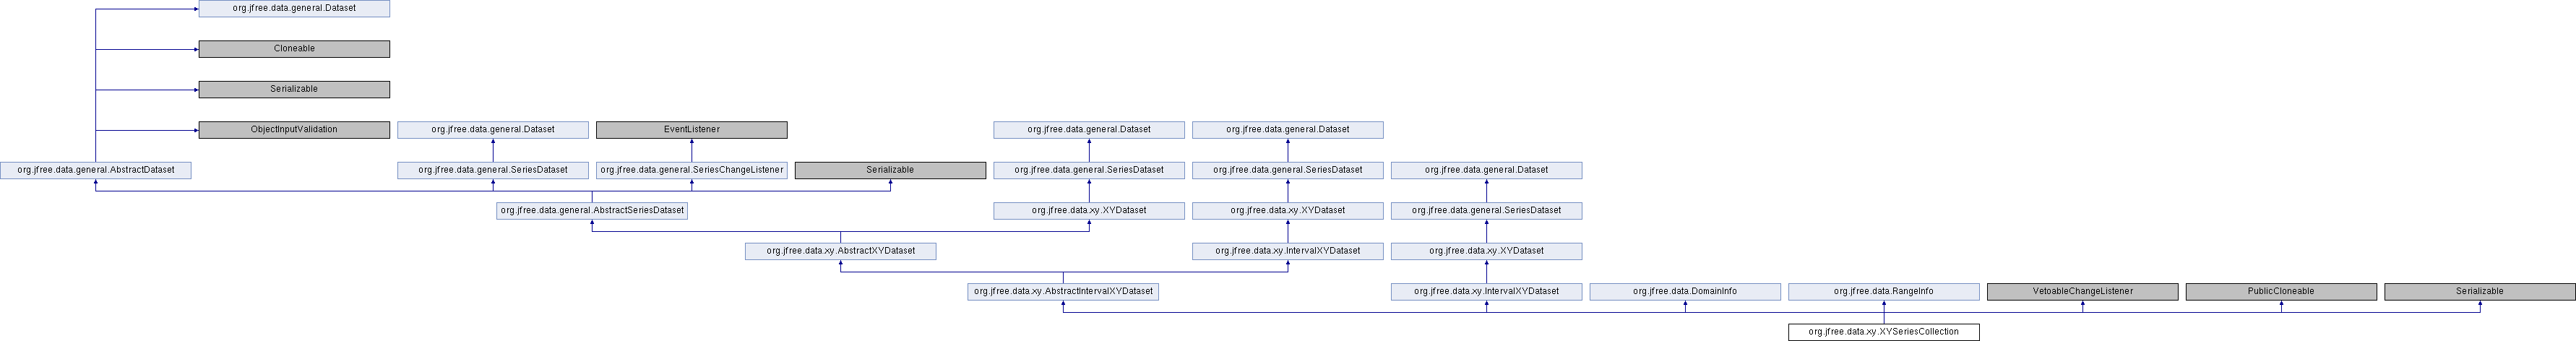 org.jfree.data.general.Dataset
Cloneable
Serializable
ObjectInputValidation
org.jfree.data.general.Dataset
EventListener
org.jfree.data.general.Dataset
org.jfree.data.general.Dataset
org.jfree.data.general.AbstractDataset
org.jfree.data.general.SeriesDataset
org.jfree.data.general.SeriesChangeListener
Serializable
org.jfree.data.general.SeriesDataset
org.jfree.data.general.SeriesDataset
org.jfree.data.general.Dataset
org.jfree.data.general.AbstractSeriesDataset
org.jfree.data.xy.XYDataset
org.jfree.data.xy.XYDataset
org.jfree.data.general.SeriesDataset
org.jfree.data.xy.AbstractXYDataset
org.jfree.data.xy.IntervalXYDataset
org.jfree.data.xy.XYDataset
org.jfree.data.xy.AbstractIntervalXYDataset
org.jfree.data.xy.IntervalXYDataset
org.jfree.data.DomainInfo
org.jfree.data.RangeInfo
VetoableChangeListener
PublicCloneable
Serializable
org.jfree.data.xy.XYSeriesCollection